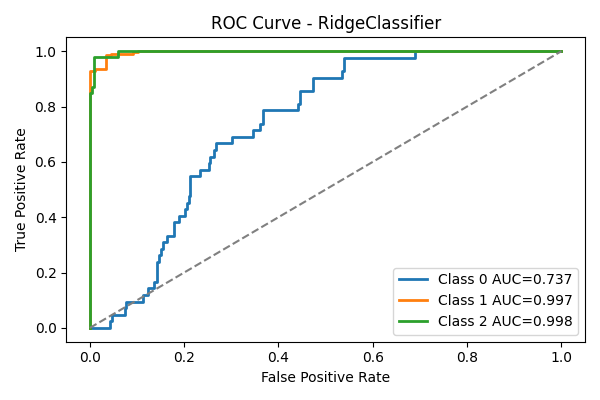 ROC Curve - RidgeClassifier
True Positive Rate
1.0
0.8
0.6
0.4
0.2
0.0
0.0 0.2 0.4 0.6 0.8 1.0
False Positive Rate
Class 0 AUC=0.737
Class 1 AUC=0.997
Class 2 AUC=0.998